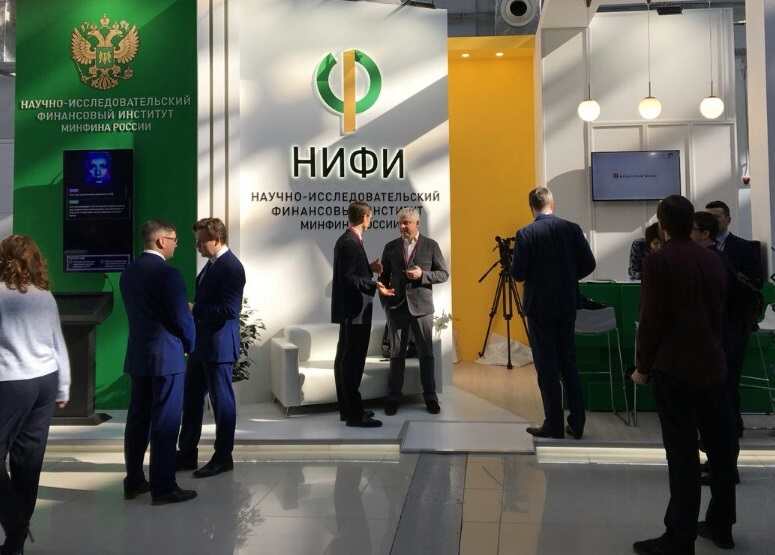 НАУЧНО-ИССЛЕДОВАТЕЛЬСКИЙ
ФИНАНСОВЫЙ ИНСТИТУТ
МИНФИНА РОССИИ
НИФИ
НАУЧНО-ИССЛЕДОВАТЕЛЬСКИЙ
ФИНАНСОВЫЙ ИНСТИТУТ
МИНФИНА РОССИИ